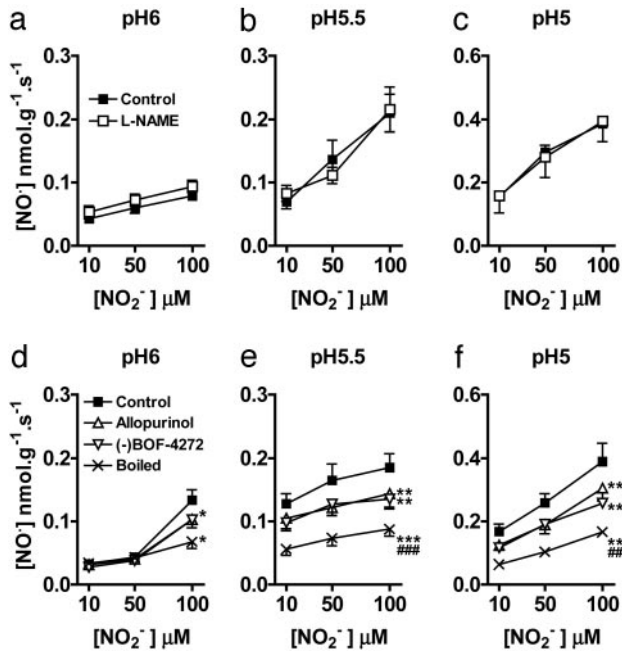 a
pH6
b
pH5.5
c
pH5
[NO·] nmol.g⁻¹.s⁻¹
0.3
0.2
0.1
0.0
Control
L-NAME
10 50 100
[NO₂⁻] µM
0.3
0.2
0.1
0.0
10 50 100
[NO₂⁻] µM
0.6
0.4
0.2
0.0
10 50 100
[NO₂⁻] µM
d
pH6
e
pH5.5
f
pH5
[NO·] nmol.g⁻¹.s⁻¹
0.3
0.2
0.1
0.0
Control
Allopurinol
(-)BOF-4272
Boiled
*
*
10 50 100
[NO₂⁻] µM
0.3
0.2
0.1
0.0
**
**
***
###
10 50 100
[NO₂⁻] µM
0.6
0.4
0.2
0.0
**
**
**
##
10 50 100
[NO₂⁻] µM